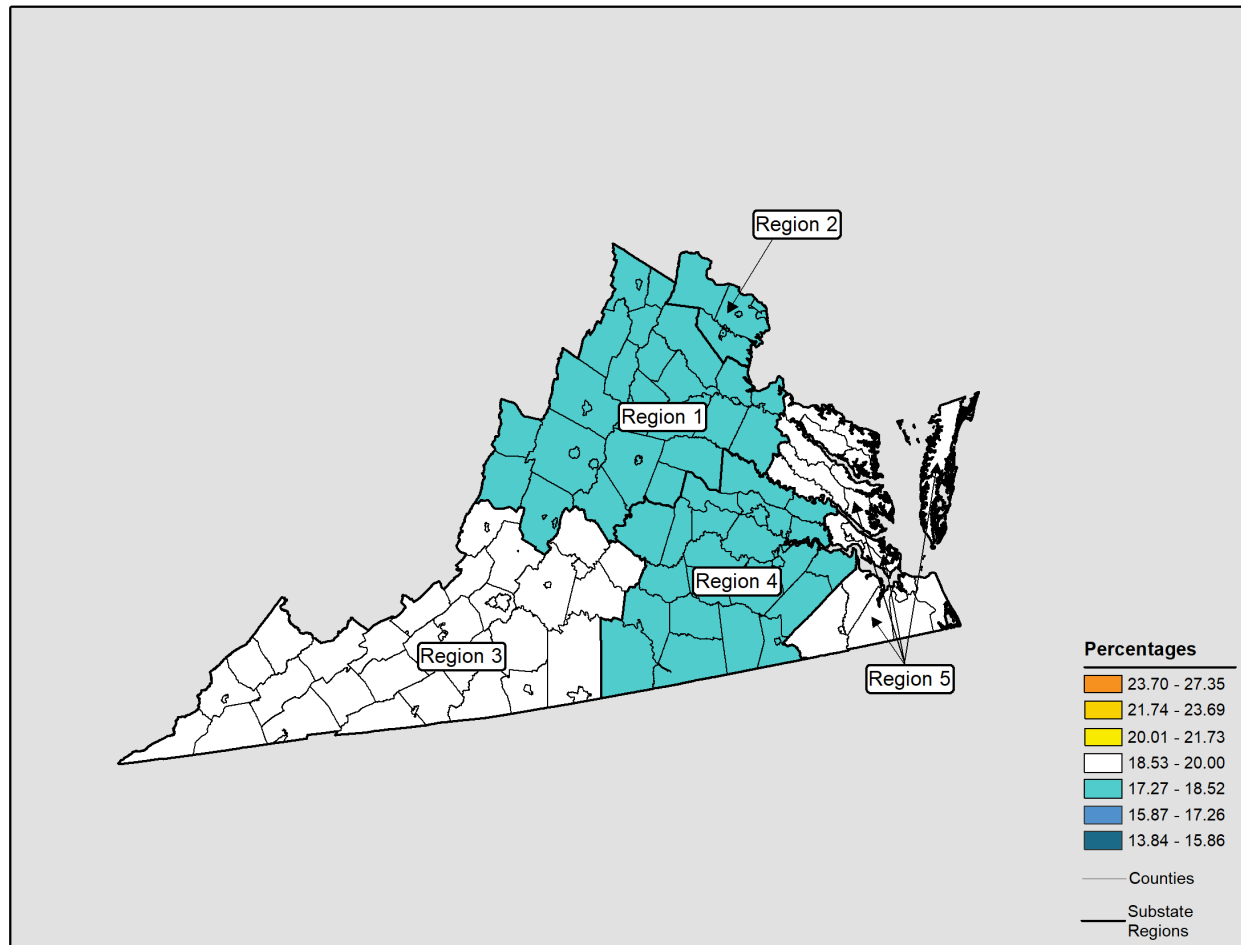 Region 2
Region 1
Region 4
Region 3
Region 5
Percentages
23.70 - 27.35
21.74 - 23.69
20.01 - 21.73
18.53 - 20.00
17.27 - 18.52
15.87 - 17.26
13.84 - 15.86
Counties
Substate
Regions